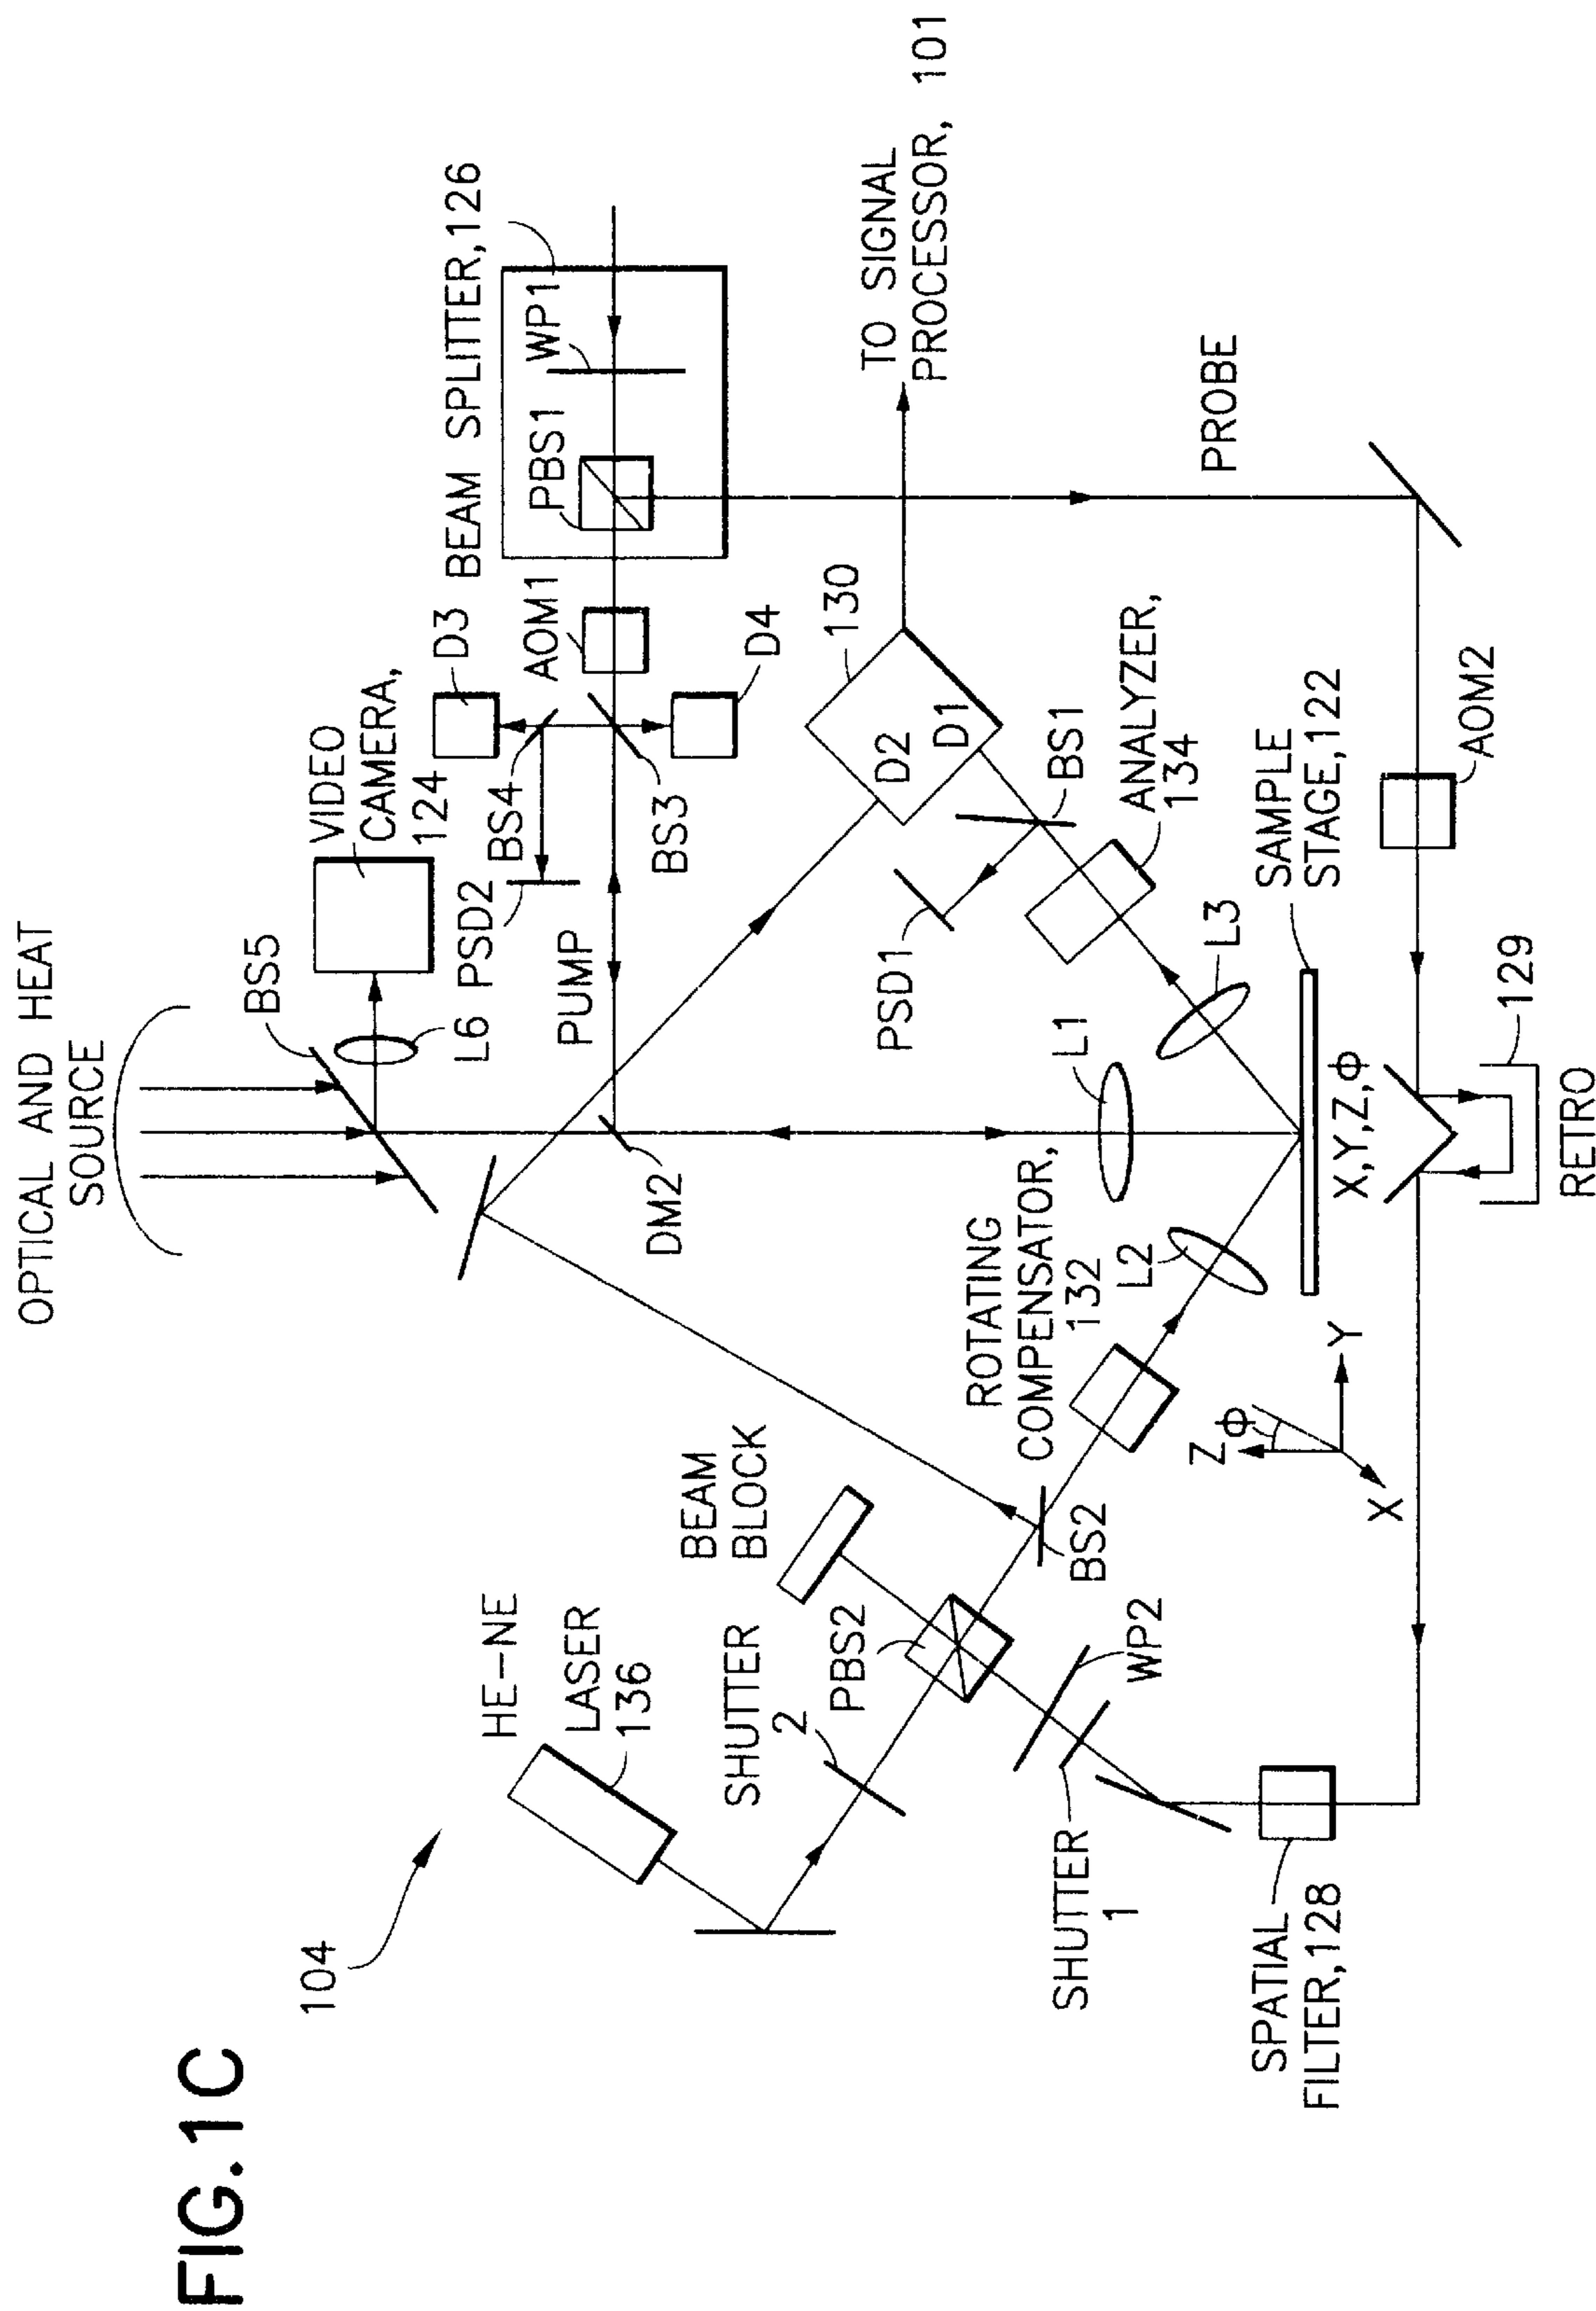 FIG.1C
104
OPTICAL AND HEAT
SOURCE
BS5
L6
VIDEO
CAMERA,
124
PSD2
BS4
D3
BS3
D4
AOM1
BEAM SPLITTER,126
PBS1
WP1
PUMP
DM2
HE-NE
LASER
136
BEAM
BLOCK
SHUTTER
2
PBS2
BS2
WP2
SHUTTER
1
SPATIAL
FILTER,128
ROTATING
COMPENSATOR,
132
L2
L1
L3
PSD1
BS1
ANALYZER,
134
D2
D1
130
TO SIGNAL
PROCESSOR, 101
PROBE
SAMPLE
STAGE,122
AOM2
X,Y,Z,Φ
Z
Φ
Y
X
129
RETRO